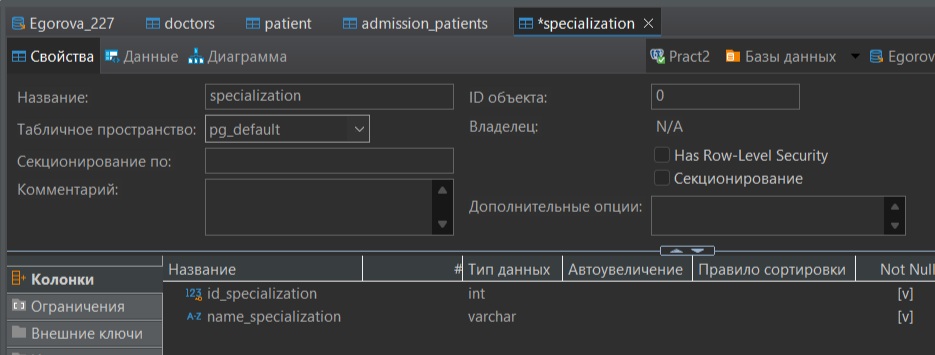 Egorova_227 doctors patient admission_patients *specialization
Свойства Данные Диаграмма Pract2 Базы данных Egorov
Название: specialization ID объекта: 0
Табличное пространство: pg_default Владелец: N/A
Секционирование по: Has Row-Level Security
Секционирование
Комментарий: Дополнительные опции:
Название # Тип данных Автоувеличение Правило сортировки Not Null
Колонки
123 id_specialization int [v]
Ограничения
A-Z name_specialization varchar [v]
Внешние ключи